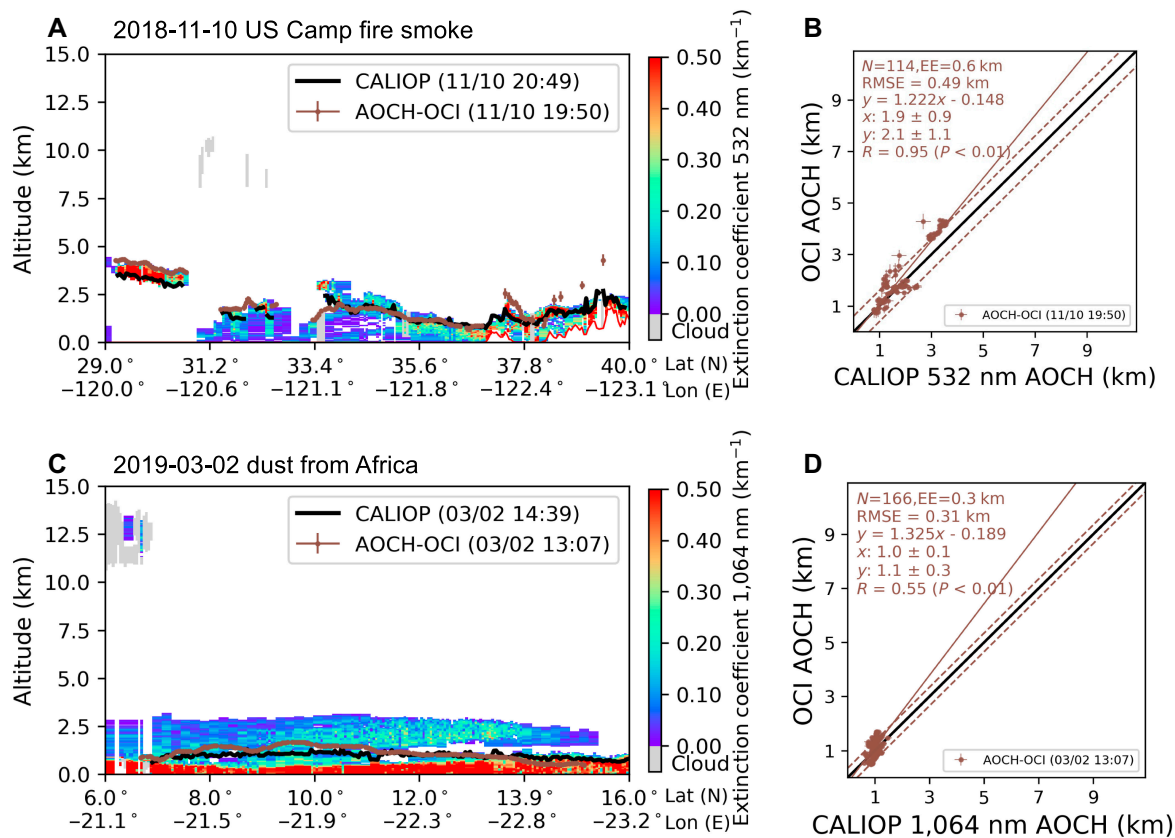 A 2018-11-10 US Camp fire smoke
15.0
12.5
10.0
7.5
5.0
2.5
0.0
Altitude (km)
CALIOP (11/10 20:49)
AOCH-OCI (11/10 19:50)
29.0 31.2 33.4 35.6 37.8 40.0 Lat (N)
−120.0° −120.6° −121.1° −121.8° −122.4° −123.1° Lon (E)
0.50
0.40
0.30
0.20
0.10
0.00
Cloud
Extinction coefficient 532 nm (km⁻¹)
B
N=114,EE=0.6 km
RMSE = 0.49 km
y = 1.222x - 0.148
x: 1.9 ± 0.9
y: 2.1 ± 1.1
R = 0.95 (P < 0.01)
9
7
5
3
1
OCI AOCH (km)
AOCH-OCI (11/10 19:50)
1 3 5 7 9
CALIOP 532 nm AOCH (km)
C 2019-03-02 dust from Africa
15.0
12.5
10.0
7.5
5.0
2.5
0.0
Altitude (km)
CALIOP (03/02 14:39)
AOCH-OCI (03/02 13:07)
6.0 8.0 10.0 12.0 13.9 16.0 Lat (N)
−21.1° −21.5° −21.9° −22.3° −22.6° −23.2° Lon (E)
0.50
0.40
0.30
0.20
0.10
0.00
Cloud
Extinction coefficient 1,064 nm (km⁻¹)
D
N=166,EE=0.3 km
RMSE = 0.31 km
y = 1.325x - 0.189
x: 1.0 ± 0.1
y: 1.1 ± 0.3
R = 0.55 (P < 0.01)
9
7
5
3
1
OCI AOCH (km)
AOCH-OCI (03/02 13:07)
1 3 5 7 9
CALIOP 1,064 nm AOCH (km)